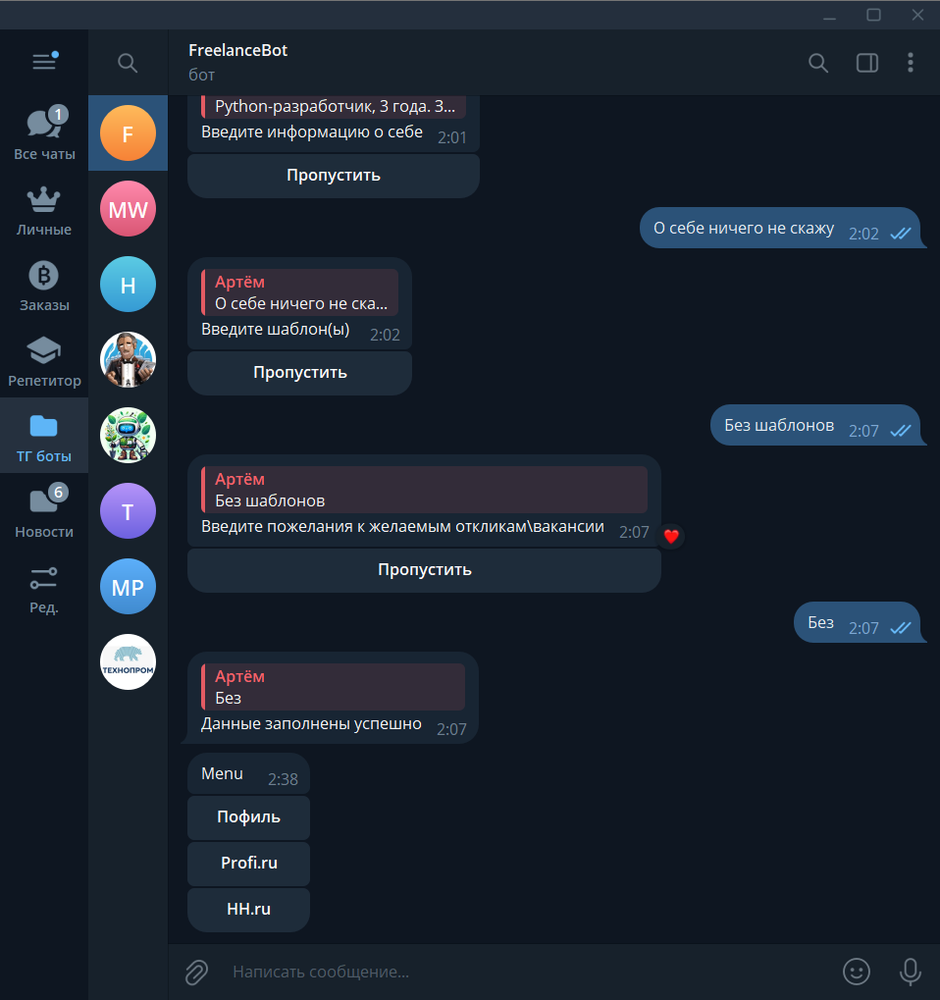 FreelanceBot
бот
1
Все чаты
Личные
Заказы
Репетитор
ТГ боты
6
Новости
Ред.
F
MW
Н
T
MP
ТЕХНОПРОМ
Python-разработчик, 3 года. З...
Введите информацию о себе 2:01
Пропустить
О себе ничего не скажу 2:02
Артём
О себе ничего не ска...
Введите шаблон(ы) 2:02
Пропустить
Без шаблонов 2:07
Артём
Без шаблонов
Введите пожелания к желаемым откликам\вакансии 2:07
Пропустить
Без 2:07
Артём
Без
Данные заполнены успешно 2:07
Menu 2:38
Пофиль
Profi.ru
HH.ru
Написать сообщение...